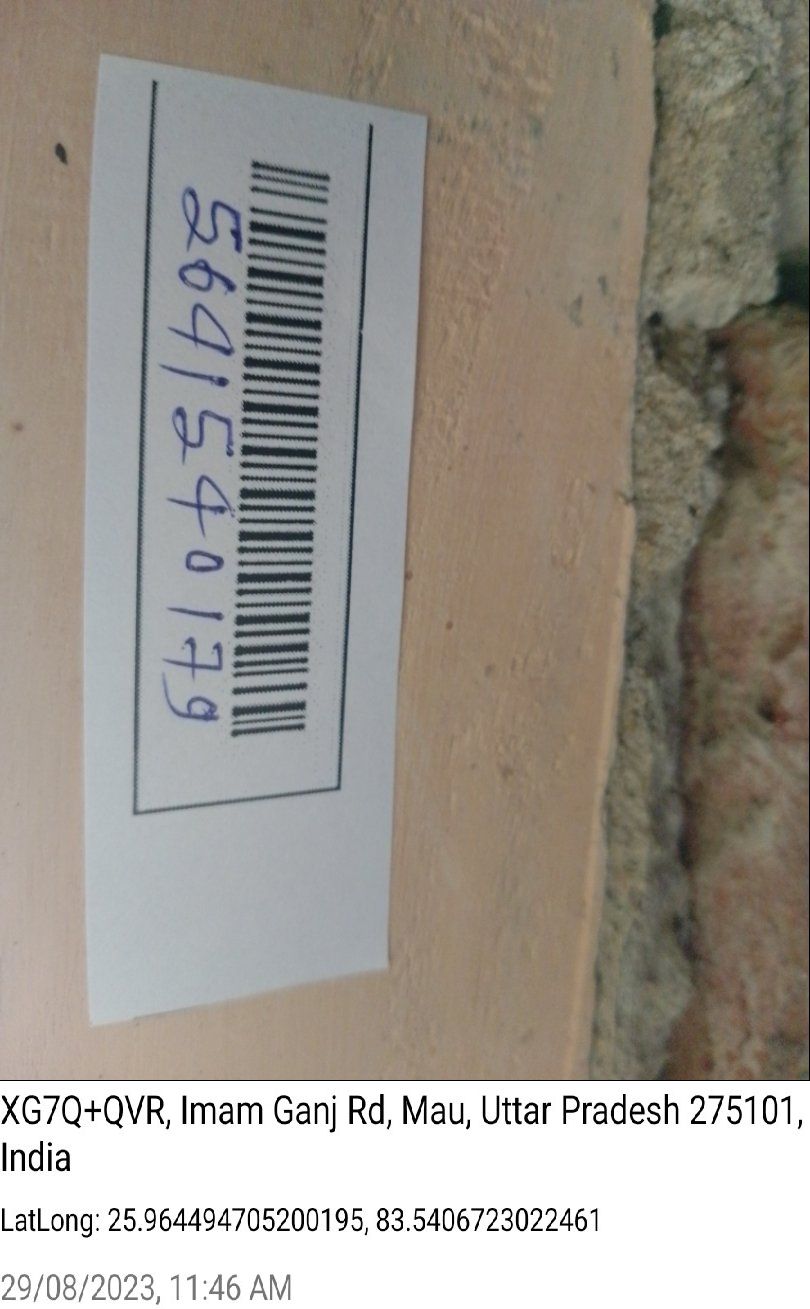 5641540179
XG7Q+QVR, Imam Ganj Rd, Mau, Uttar Pradesh 275101,
India
LatLong: 25.964494705200195, 83.5406723022461
29/08/2023, 11:46 AM